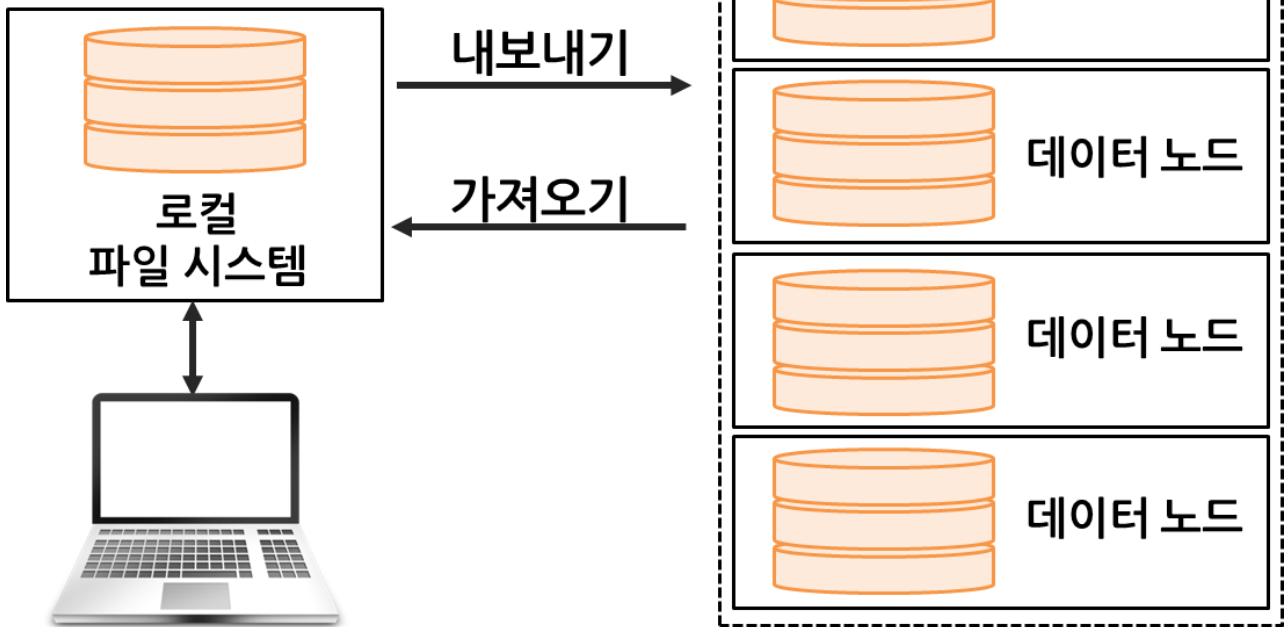 내보내기
가져오기
로컬
파일 시스템
데이터 노드
데이터 노드
데이터 노드